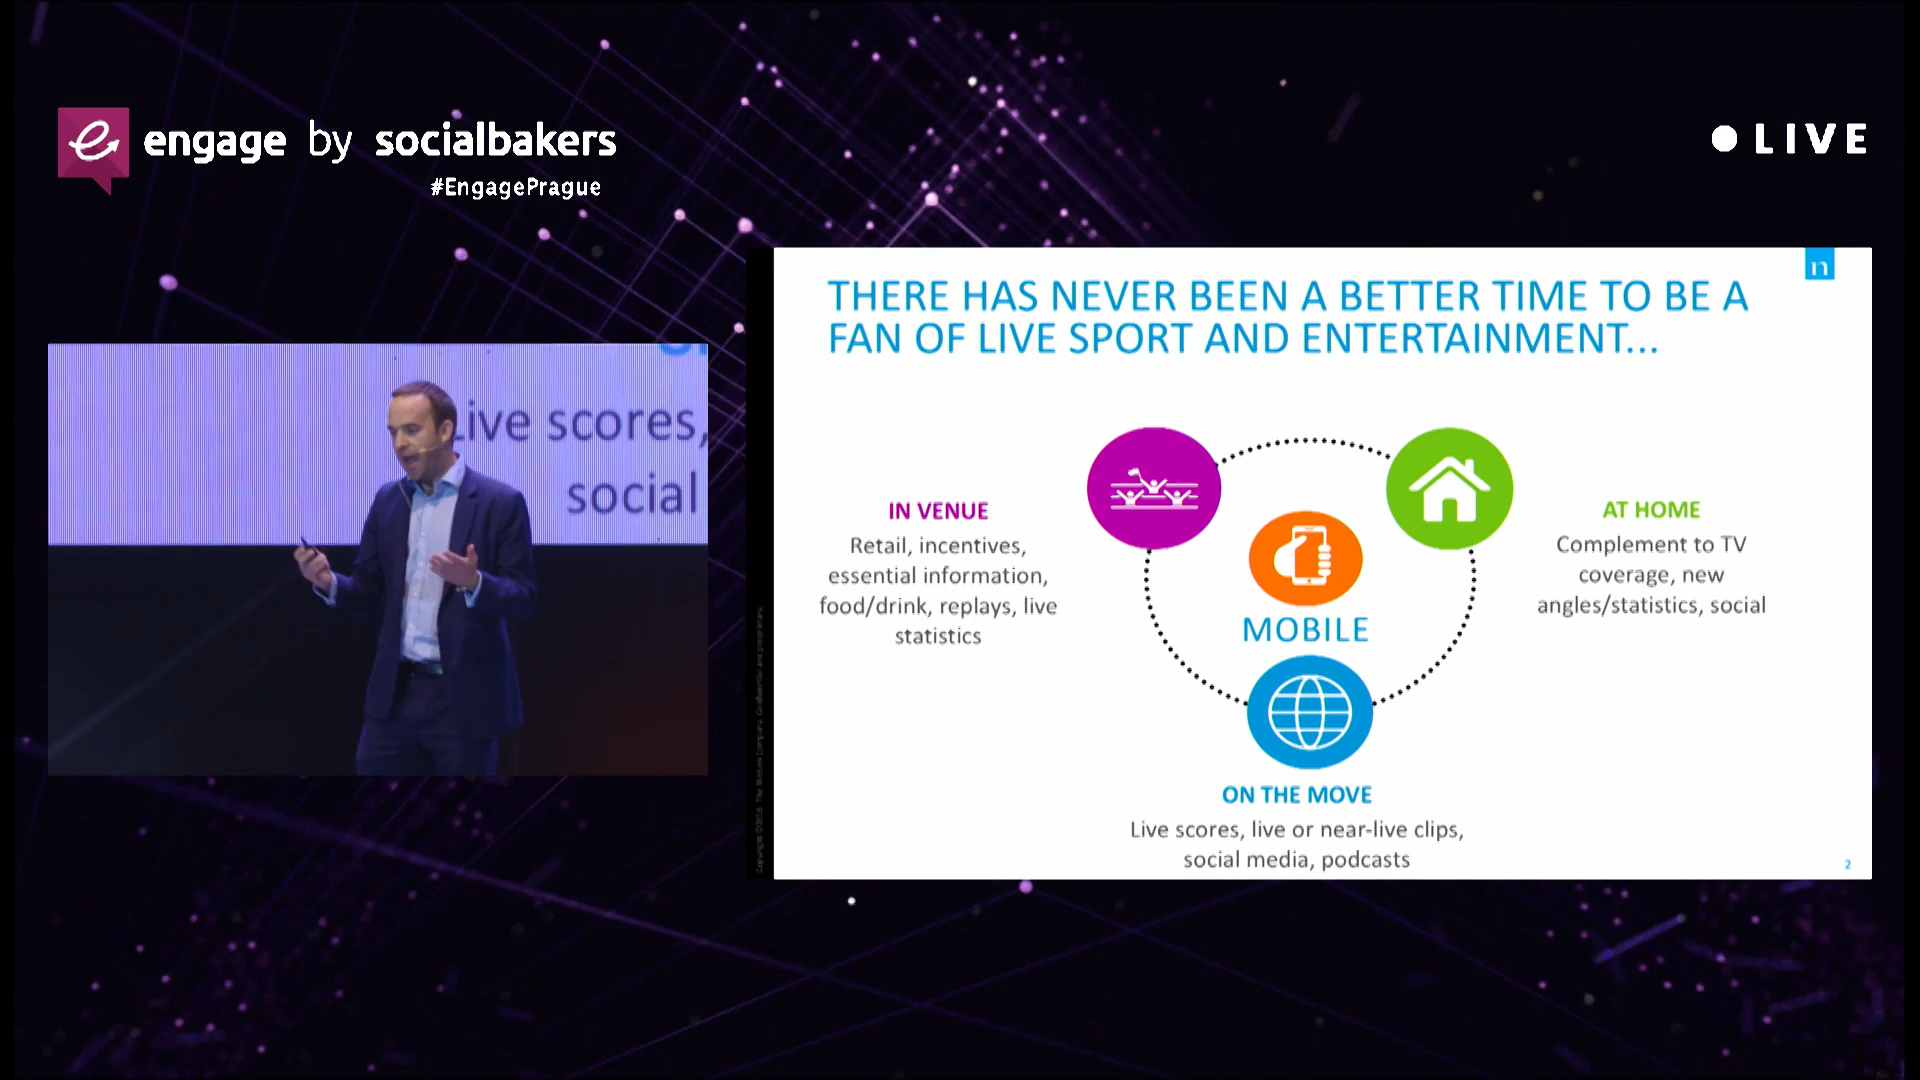 engage by socialbakers
#EngagePrague
LIVE
Live scores,
social
n
THERE HAS NEVER BEEN A BETTER TIME TO BE A
FAN OF LIVE SPORT AND ENTERTAINMENT...
IN VENUE
Retail, incentives,
essential information,
food/drink, replays, live
statistics
MOBILE
AT HOME
Complement to TV
coverage, new
angles/statistics, social
ON THE MOVE
Live scores, live or near-live clips,
social media, podcasts
2